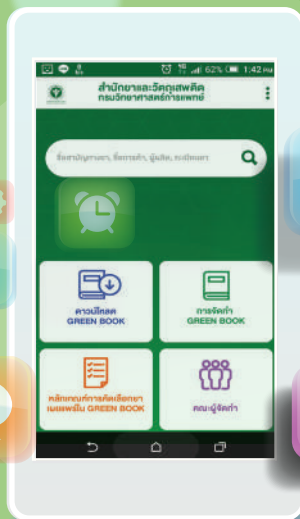 62% 1:42 PM
สำนักยาและวัตถุเสพติด
กรมวิทยาศาสตร์การแพทย์
ชื่อสามัญทางยา, ชื่อการค้า, ผู้ผลิต, ทะเบียนยา
ดาวน์โหลด
GREEN BOOK
การจัดทำ
GREEN BOOK
หลักเกณฑ์การคัดเลือกยา
เผยแพร่ใน GREEN BOOK
คณะผู้จัดทำ